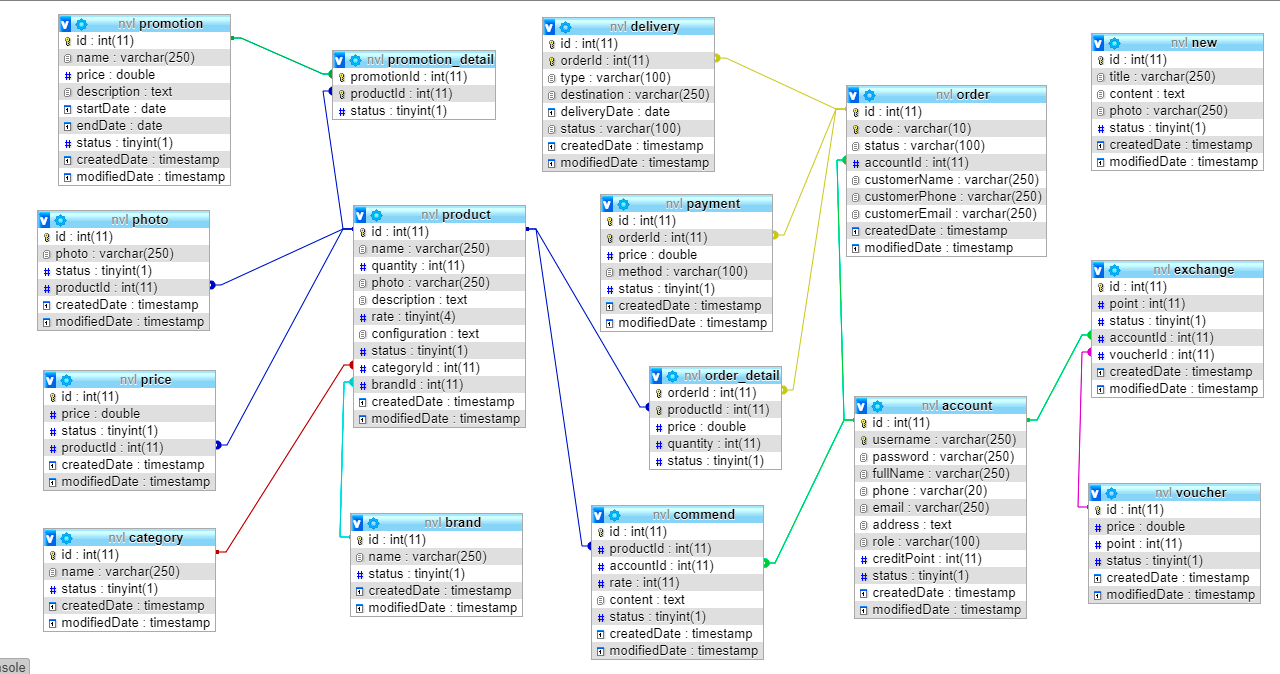 nvl promotion
id : int(11)
name : varchar(250)
price : double
description : text
startDate : date
endDate : date
status : tinyint(1)
createdDate : timestamp
modifiedDate : timestamp
nvl promotion_detail
promotionId : int(11)
productId : int(11)
status : tinyint(1)
nvl delivery
id : int(11)
orderId : int(11)
type : varchar(100)
destination : varchar(250)
deliveryDate : date
status : varchar(100)
createdDate : timestamp
modifiedDate : timestamp
nvl order
id : int(11)
code : varchar(10)
status : varchar(100)
accountId : int(11)
customerName : varchar(250)
customerPhone : varchar(250)
customerEmail : varchar(250)
createdDate : timestamp
modifiedDate : timestamp
nvl new
id : int(11)
title : varchar(250)
content : text
photo : varchar(250)
status : tinyint(1)
createdDate : timestamp
modifiedDate : timestamp
nvl photo
id : int(11)
photo : varchar(250)
status : tinyint(1)
productId : int(11)
createdDate : timestamp
modifiedDate : timestamp
nvl product
id : int(11)
name : varchar(250)
quantity : int(11)
photo : varchar(250)
description : text
rate : tinyint(4)
configuration : text
status : tinyint(1)
categoryId : int(11)
brandId : int(11)
createdDate : timestamp
modifiedDate : timestamp
nvl payment
id : int(11)
orderId : int(11)
price : double
method : varchar(100)
status : tinyint(1)
createdDate : timestamp
modifiedDate : timestamp
nvl exchange
id : int(11)
point : int(11)
status : tinyint(1)
accountId : int(11)
voucherId : int(11)
createdDate : timestamp
modifiedDate : timestamp
nvl price
id : int(11)
price : double
status : tinyint(1)
productId : int(11)
createdDate : timestamp
modifiedDate : timestamp
nvl order_detail
orderId : int(11)
productId : int(11)
price : double
quantity : int(11)
status : tinyint(1)
nvl account
id : int(11)
username : varchar(250)
password : varchar(250)
fullName : varchar(250)
phone : varchar(20)
email : varchar(250)
address : text
role : varchar(100)
creditPoint : int(11)
status : tinyint(1)
createdDate : timestamp
modifiedDate : timestamp
nvl category
id : int(11)
name : varchar(250)
status : tinyint(1)
createdDate : timestamp
modifiedDate : timestamp
nvl brand
id : int(11)
name : varchar(250)
status : tinyint(1)
createdDate : timestamp
modifiedDate : timestamp
nvl commend
id : int(11)
productId : int(11)
accountId : int(11)
rate : int(11)
content : text
status : tinyint(1)
createdDate : timestamp
modifiedDate : timestamp
nvl voucher
id : int(11)
price : double
point : int(11)
status : tinyint(1)
createdDate : timestamp
modifiedDate : timestamp
nsole